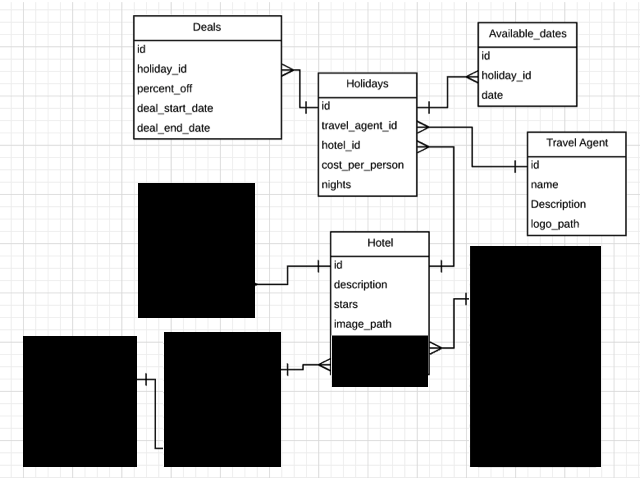 Deals
id
holiday_id
percent_off
deal_start_date
deal_end_date
Available_dates
id
holiday_id
date
Holidays
id
travel_agent_id
hotel_id
cost_per_person
nights
Travel Agent
id
name
Description
logo_path
Hotel
id
description
stars
image_path